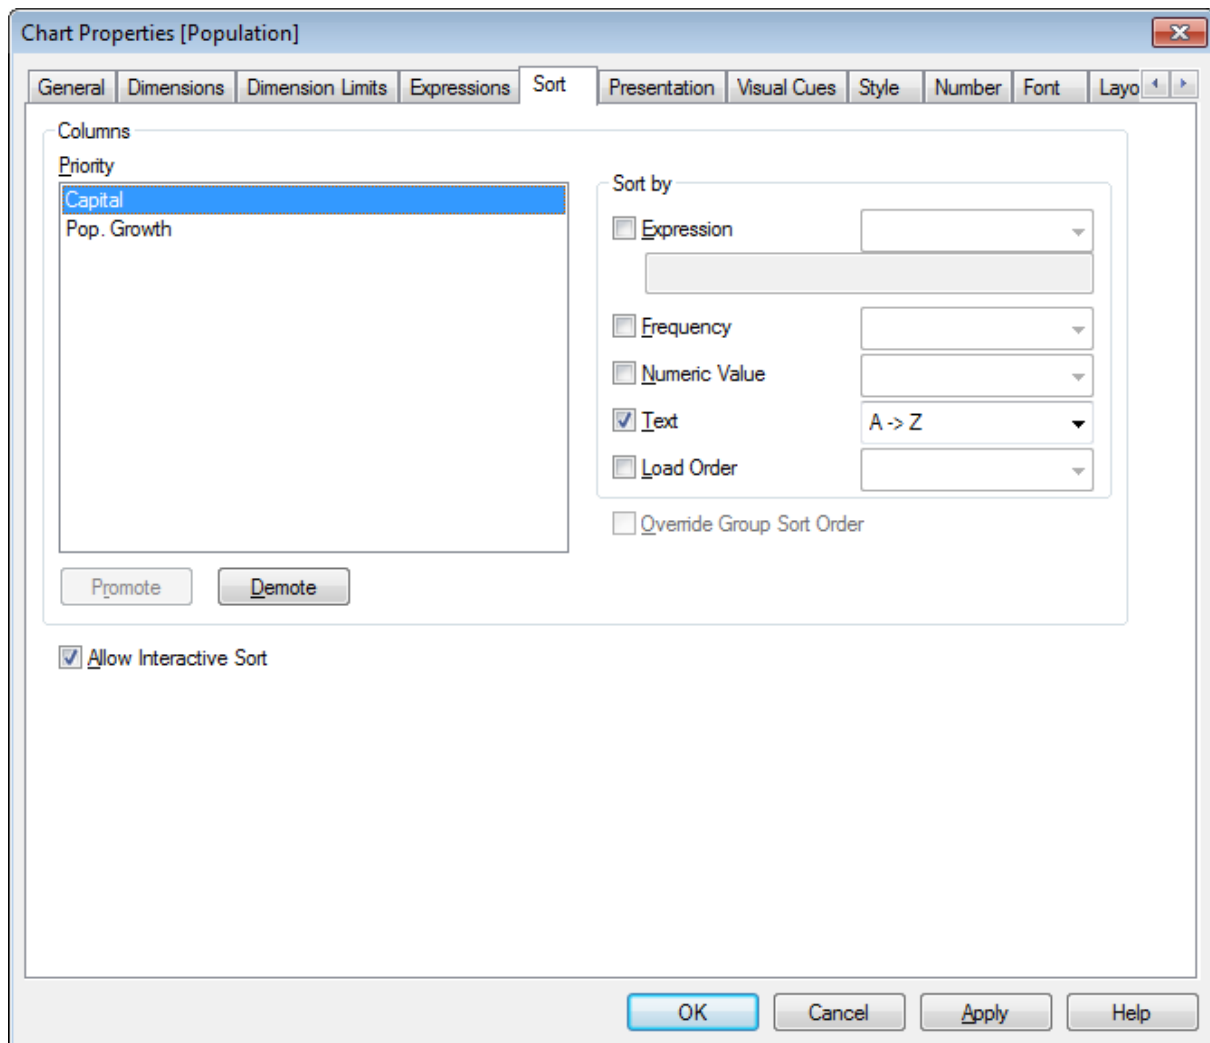 Chart Properties [Population]
General Dimensions Dimension Limits Expressions Sort Presentation Visual Cues Style Number Font Layo
Columns
Priority
Capital
Pop. Growth
Sort by
Expression
Frequency
Numeric Value
Text A -> Z
Load Order
Override Group Sort Order
Promote Demote
Allow Interactive Sort
OK Cancel Apply Help